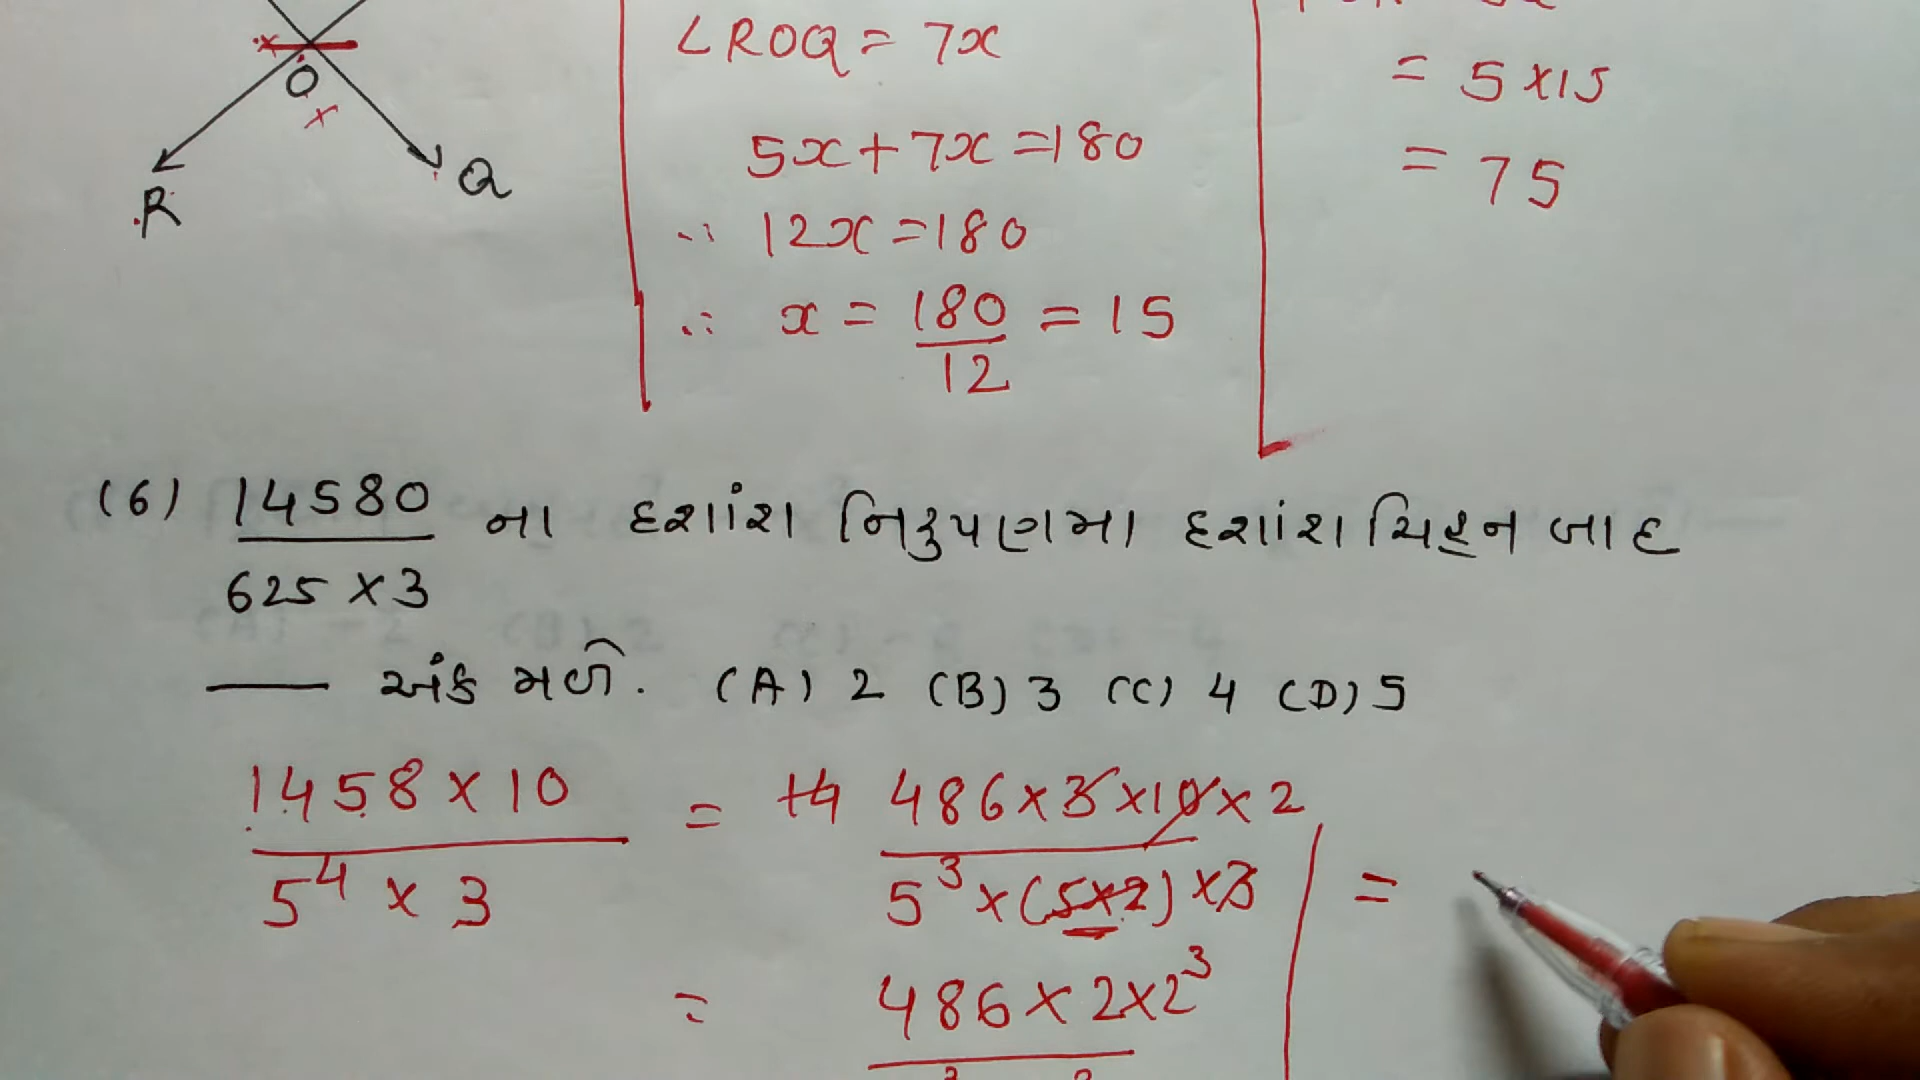 O
R
Q
∠ROQ = 7x
5x + 7x = 180
∴ 12x = 180
∴ x = 180/12 = 15
= 5 × 15
= 75
(6) 14580/625 × 3 ના દશાંશ નિરૂપણમા દશાંશ ચિહ્ન બાદ
—— અંક મળે. (A) 2 (B) 3 (C) 4 (D) 5
1458 × 10 / 5⁴ × 3 = 486 × 3 × 10 × 2 / 5³ × (5×2) × 3 =
= 486 × 2 × 2³